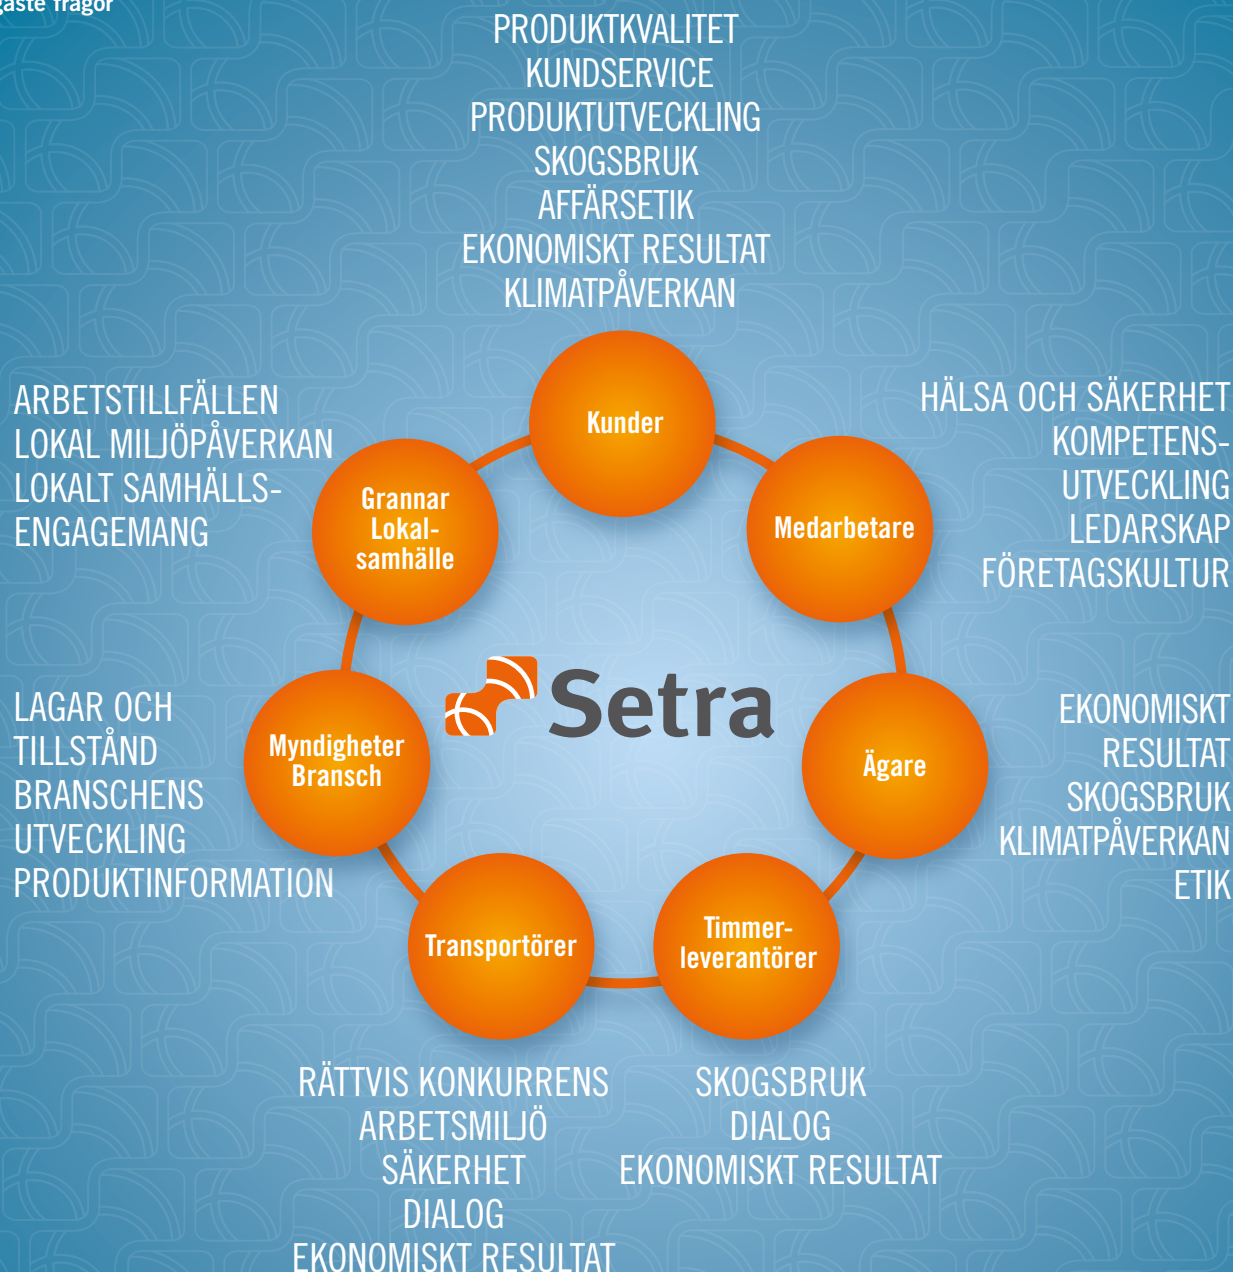 frågor
PRODUKTKVALITET
KUNDSERVICE
PRODUKTUTVECKLING
SKOGSBRUK
AFFÄRSETIK
EKONOMISKT RESULTAT
KLIMATPÅVERKAN
Kunder
ARBETSTILLFÄLLEN
LOKAL MILJÖPÅVERKAN
LOKALT SAMHÄLLS-
ENGAGEMANG
Grannar
Lokal-
samhälle
HÄLSA OCH SÄKERHET
KOMPETENS-
UTVECKLING
LEDARSKAP
FÖRETAGSKULTUR
Medarbetare
Setra
LAGAR OCH
TILLSTÅND
BRANSCHENS
UTVECKLING
PRODUKTINFORMATION
Myndigheter
Bransch
Ägare
EKONOMISKT
RESULTAT
SKOGSBRUK
KLIMATPÅVERKAN
ETIK
Transportörer
Timmer-
leverantörer
RÄTTVIS KONKURRENS
ARBETSMILJÖ
SÄKERHET
DIALOG
EKONOMISKT RESULTAT
SKOGSBRUK
DIALOG
EKONOMISKT RESULTAT